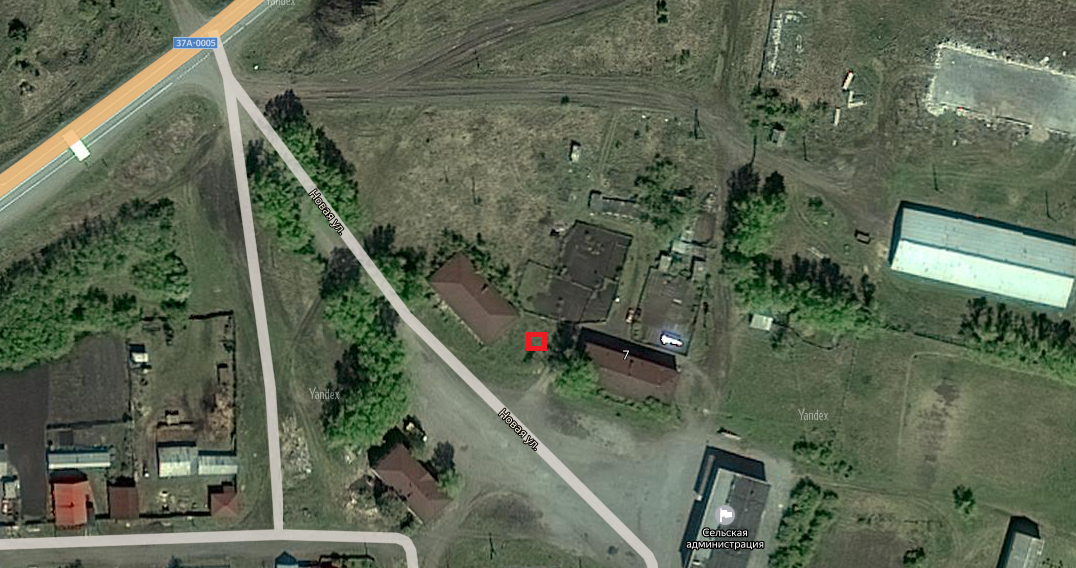 Yandex
37А-0005
Новая ул.
7
Yandex
Yandex
Новая ул.
Сельская
администрация